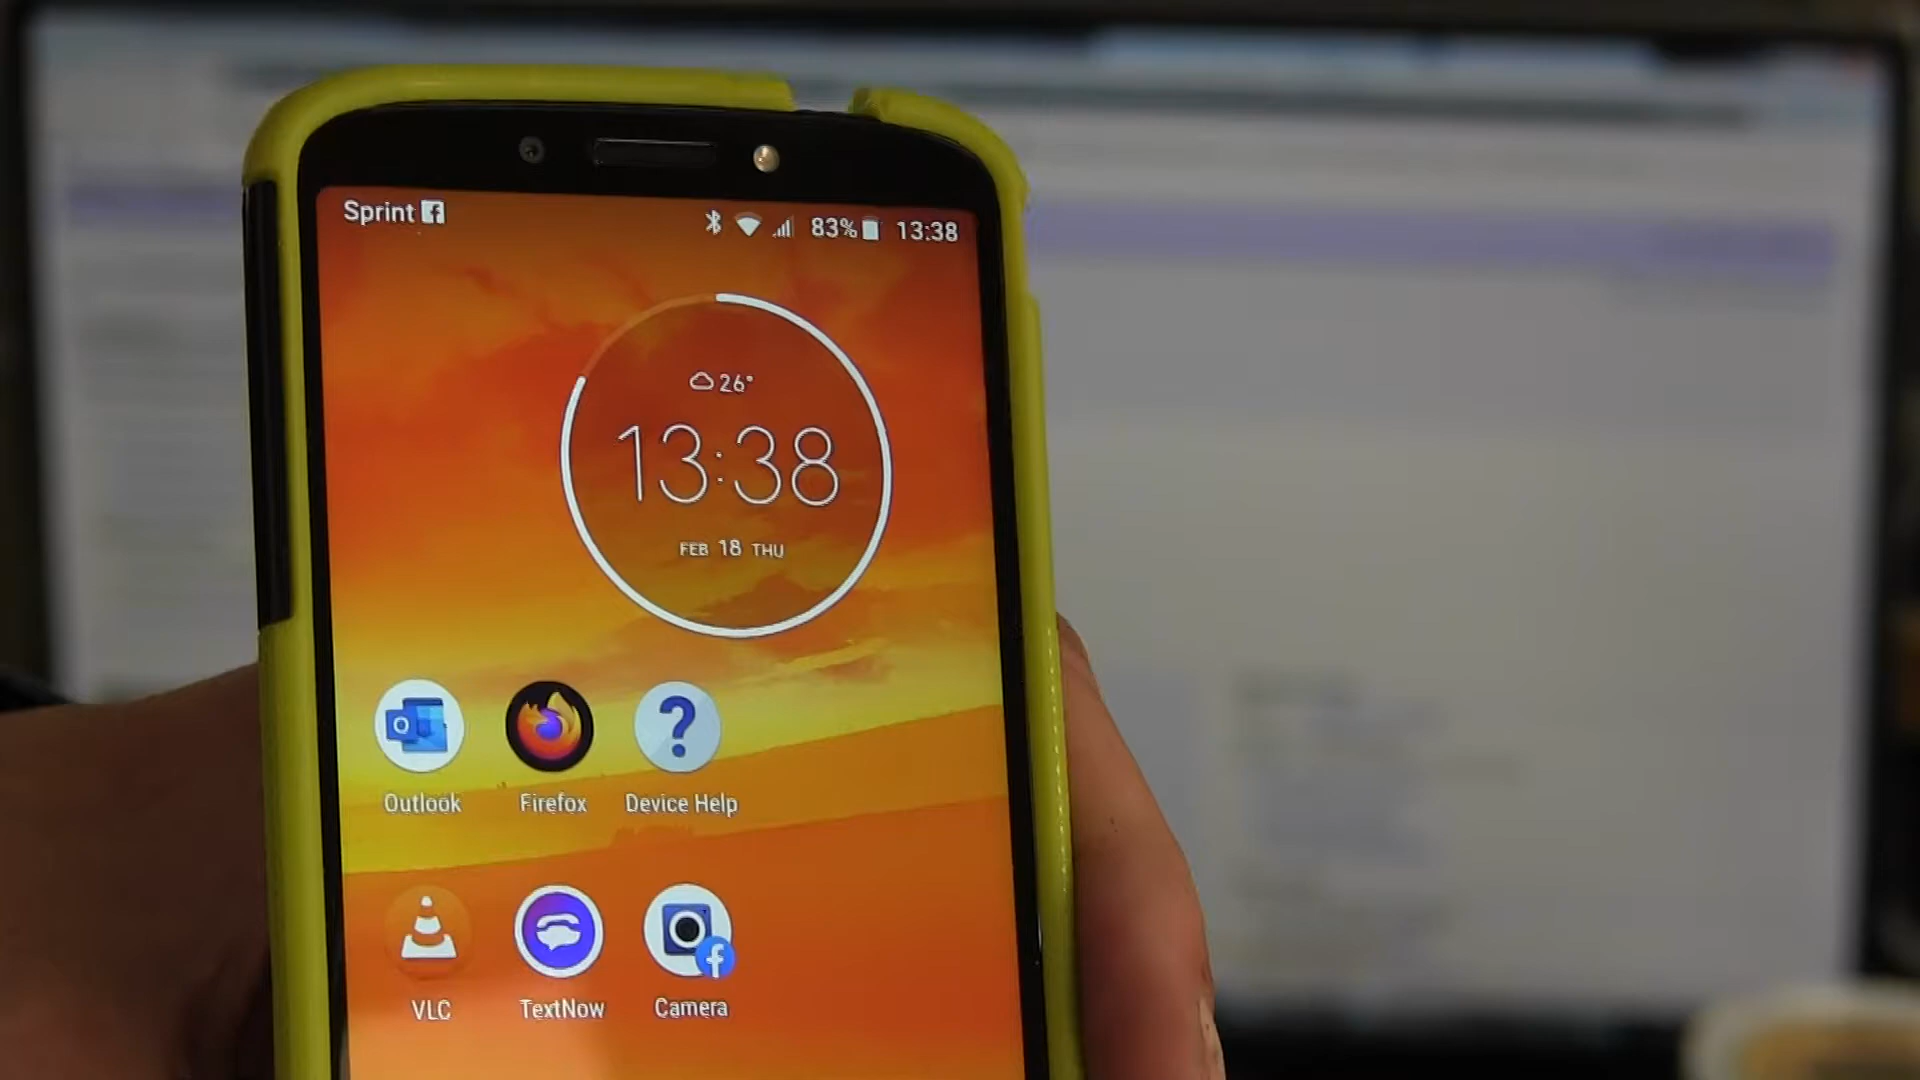 Sprint
83% 13:38
26°
13:38
FEB 18 THU
Outlook Firefox Device Help
VLC TextNow Camera